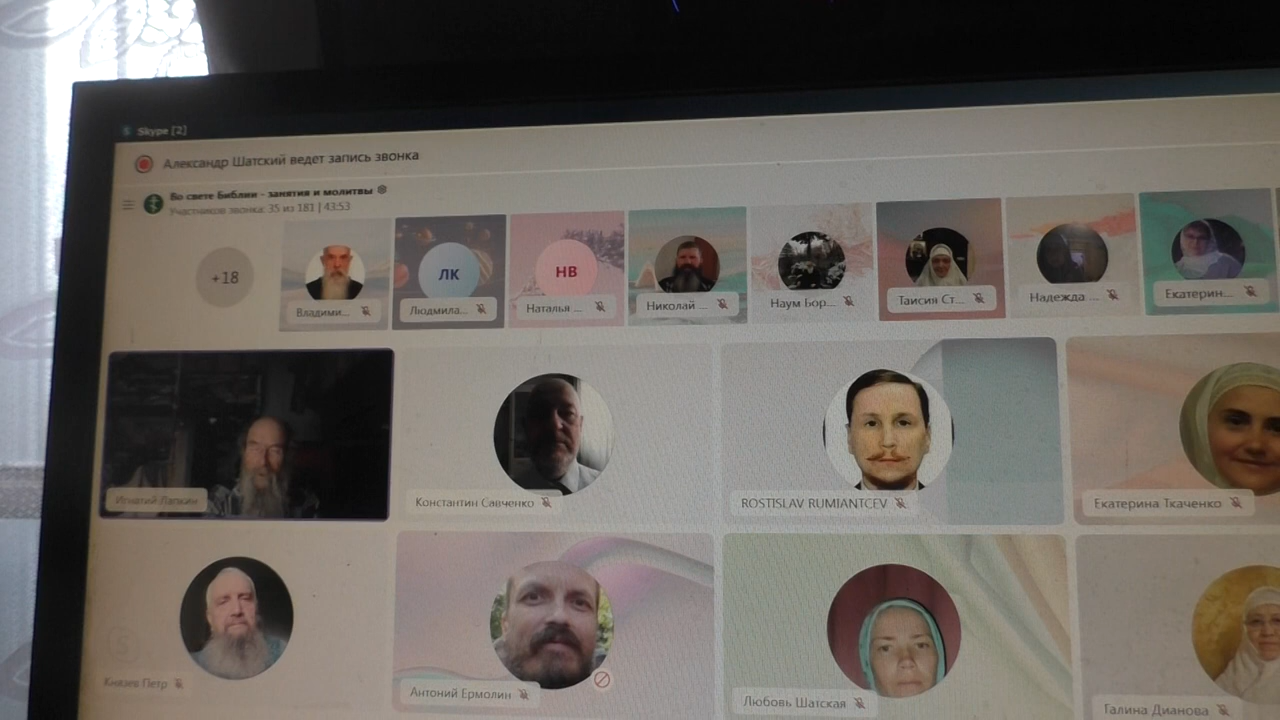 Skype [2]
Александр Шатский ведет запись звонка
Во свете Библии - занятия и молитвы
Участников звонка: 35 из 181 | 43:53
+18
Владими...
ЛК
Людмила...
НВ
Наталья ...
Николай ...
Наум Бор...
Таисия Ст...
Надежда ...
Екатерин...
Игнатий Лапкин
Константин Савченко
ROSTISLAV RUMIANTCEV
Екатерина Ткаченко
Князев Петр
Антоний Ермолин
Любовь Шатская
Галина Дианова